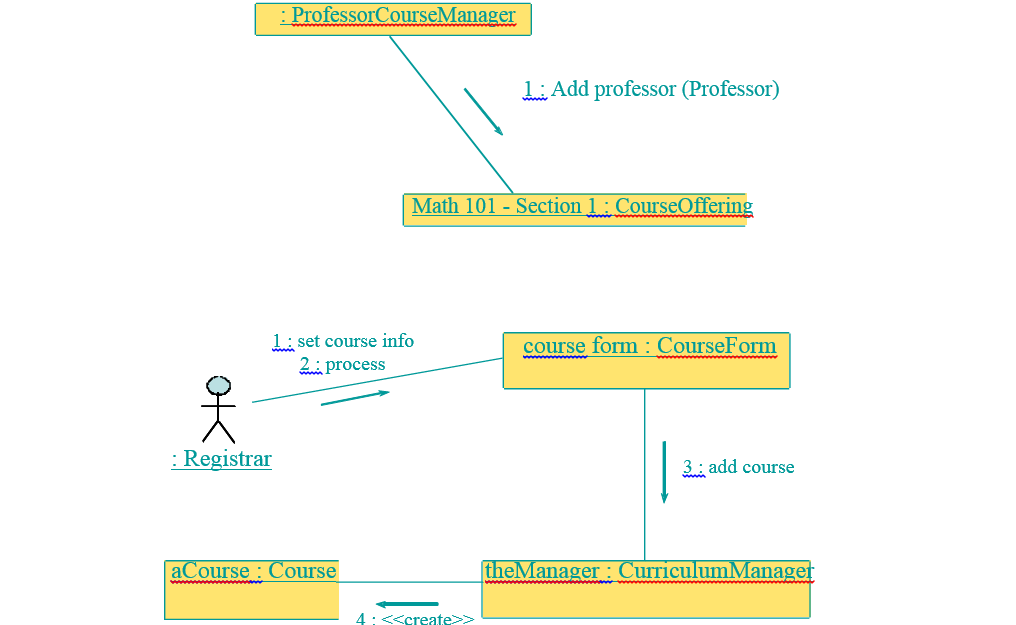 : ProfessorCourseManager
1 : Add professor (Professor)
Math 101 - Section 1 : CourseOffering
1 : set course info
2 : process
course form : CourseForm
: Registrar
3 : add course
aCourse : Course
theManager : CurriculumManager
4 : <<create>>